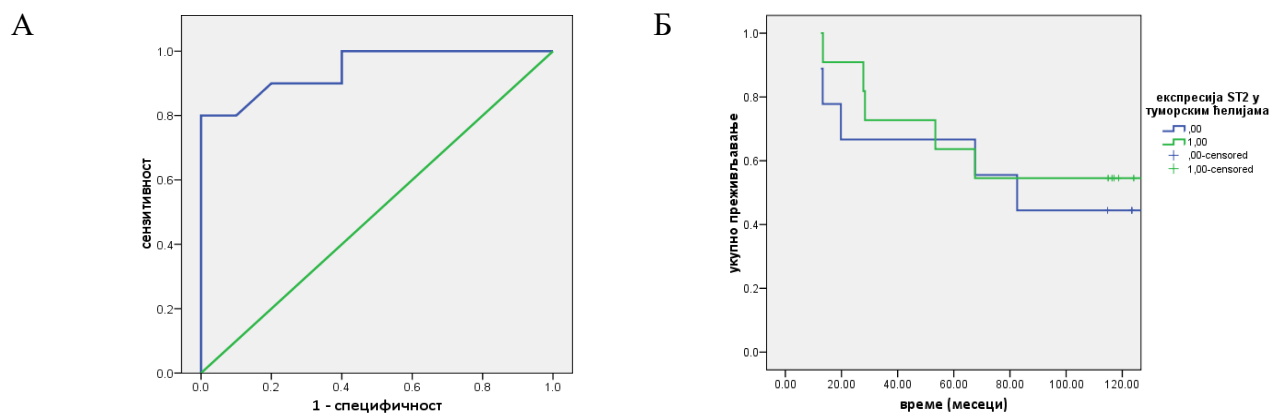 А
сензитивност
1.0
0.8
0.6
0.4
0.2
0.0
0.0 0.2 0.4 0.6 0.8 1.0
1 - специфичност
Б
укупно преживљавање
1.0
0.8
0.6
0.4
0.2
0.0
0.00 20.00 40.00 60.00 80.00 100.00 120.00
време (месеци)
експресија ST2 у
туморским ћелијама
,00
1,00
,00-censored
1,00-censored